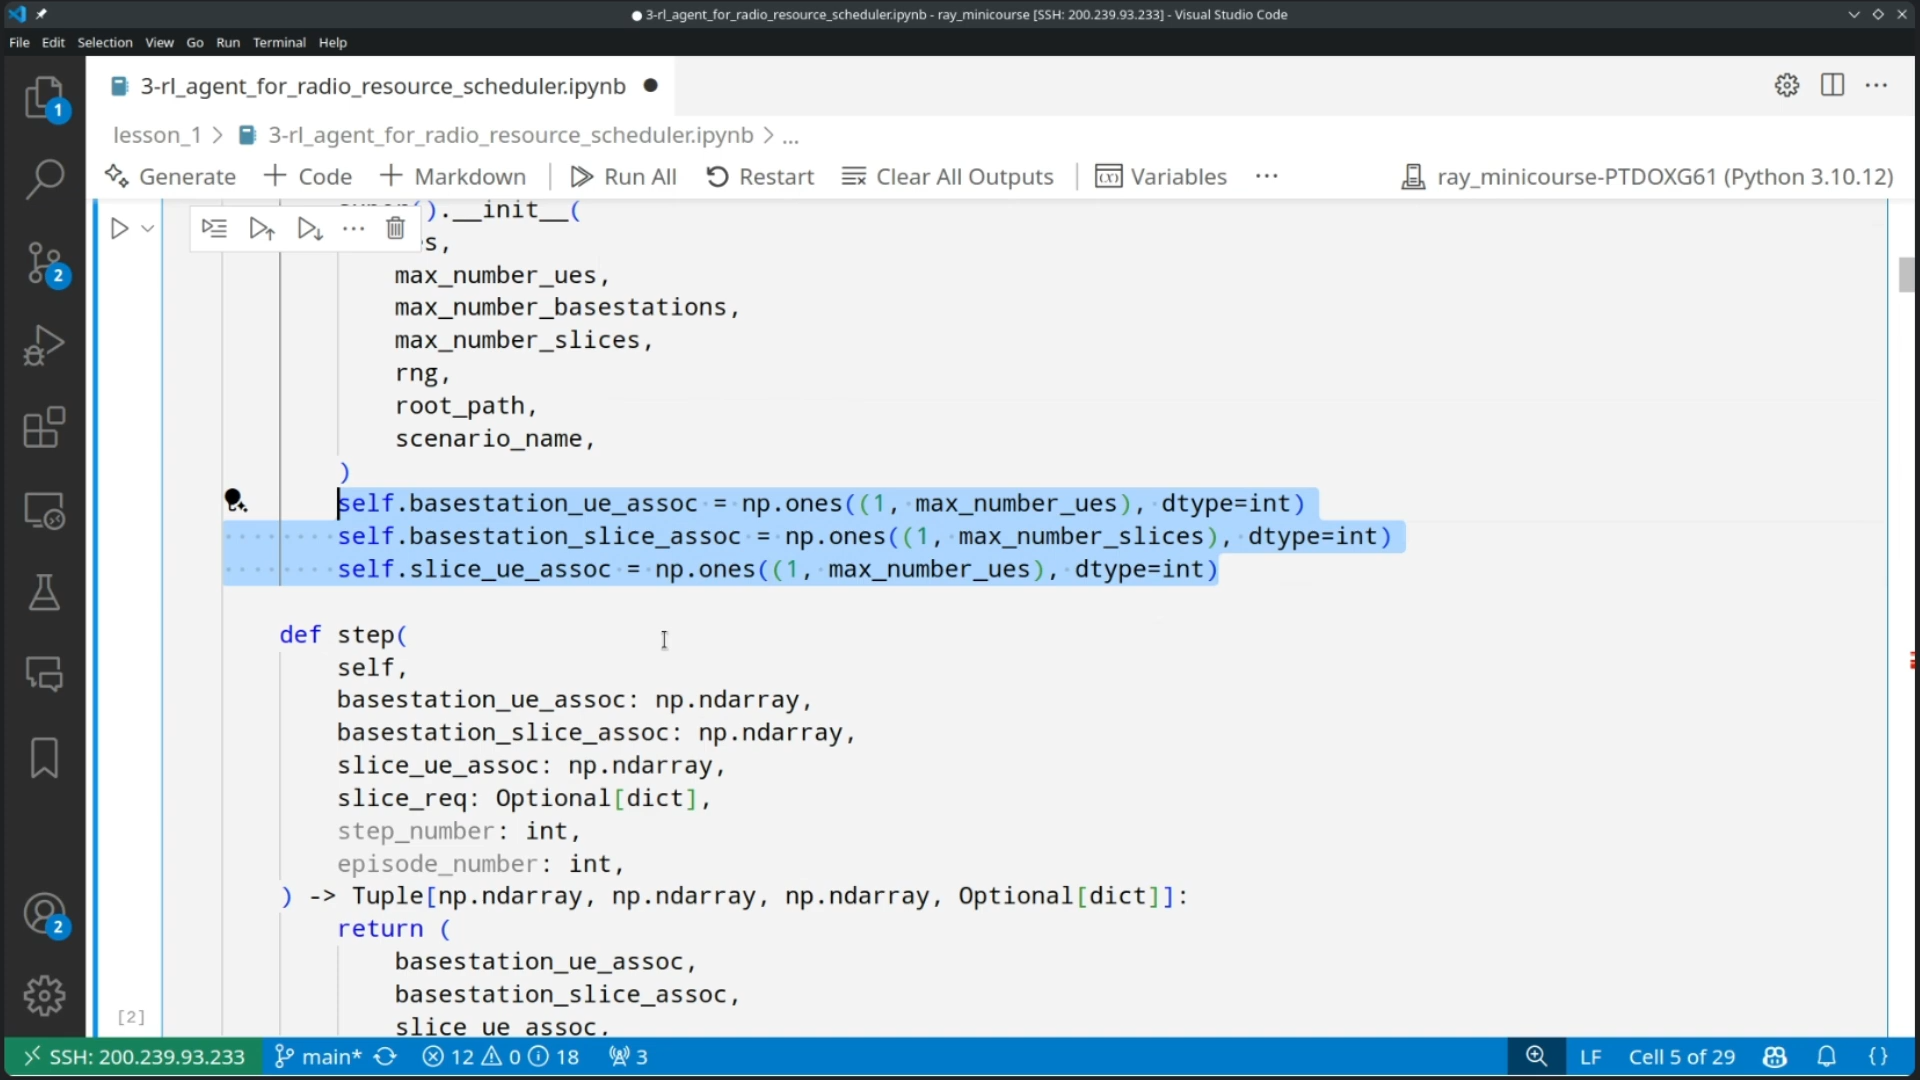 3-rl_agent_for_radio_resource_scheduler.ipynb - ray_minicourse [SSH: 200.239.93.233] - Visual Studio Code
File Edit Selection View Go Run Terminal Help
3-rl_agent_for_radio_resource_scheduler.ipynb
lesson_1 > 3-rl_agent_for_radio_resource_scheduler.ipynb > ...
Generate + Code + Markdown Run All Restart Clear All Outputs Variables ... ray_minicourse-PTDOXG61 (Python 3.10.12)
().__init__(
s,
max_number_ues,
max_number_basestations,
max_number_slices,
rng,
root_path,
scenario_name,
)
self.basestation_ue_assoc = np.ones((1, max_number_ues), dtype=int)
self.basestation_slice_assoc = np.ones((1, max_number_slices), dtype=int)
self.slice_ue_assoc = np.ones((1, max_number_ues), dtype=int)
def step(
self,
basestation_ue_assoc: np.ndarray,
basestation_slice_assoc: np.ndarray,
slice_ue_assoc: np.ndarray,
slice_req: Optional[dict],
step_number: int,
episode_number: int,
) -> Tuple[np.ndarray, np.ndarray, np.ndarray, Optional[dict]]:
return (
basestation_ue_assoc,
basestation_slice_assoc,
slice_ue_assoc,
[2]
1
2
2
SSH: 200.239.93.233 main* 12 0 18 3 LF Cell 5 of 29 {}